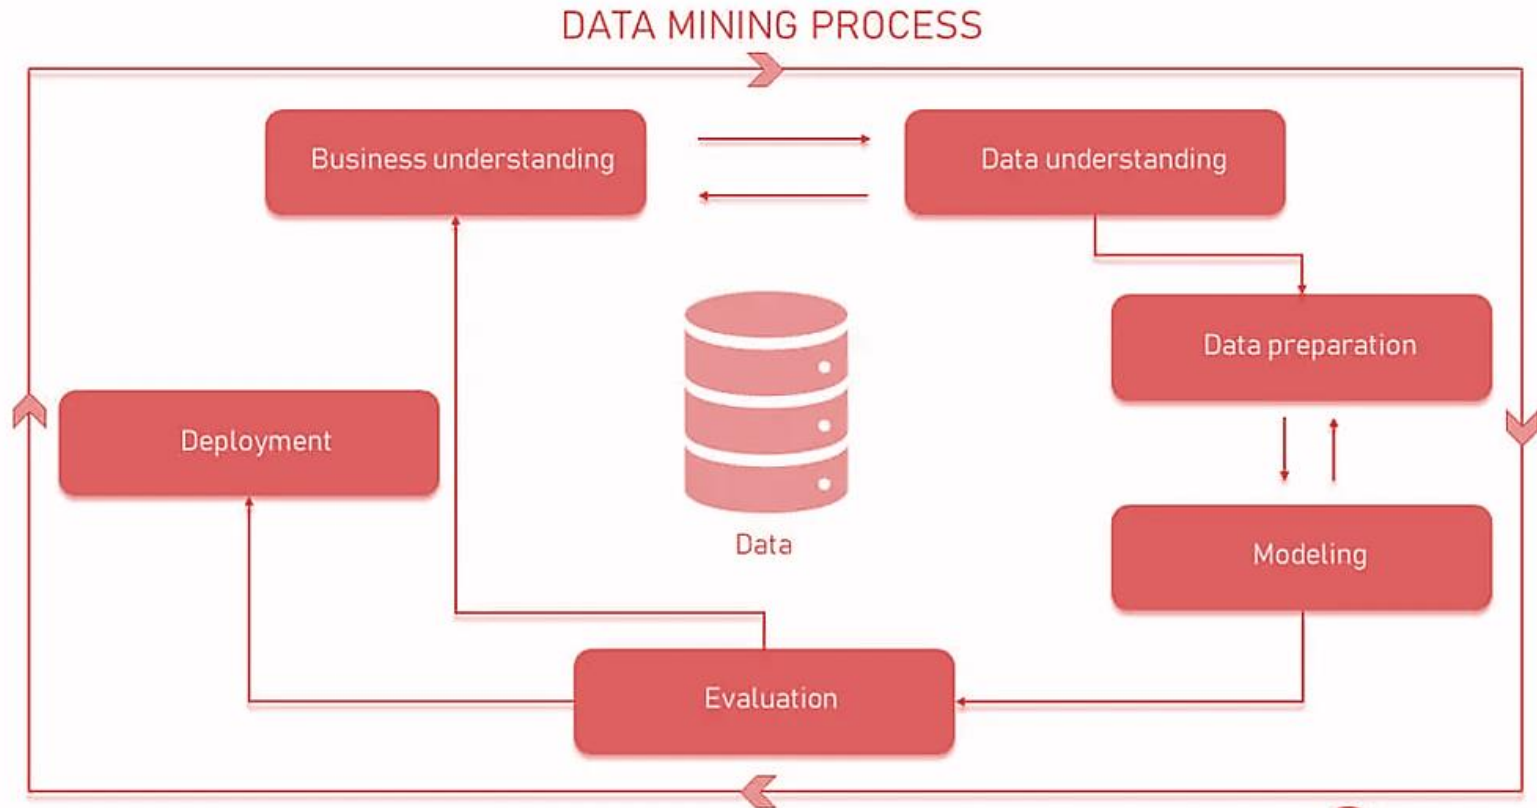 DATA MINING PROCESS
Business understanding
Data understanding
Data preparation
Deployment
Data
Modeling
Evaluation